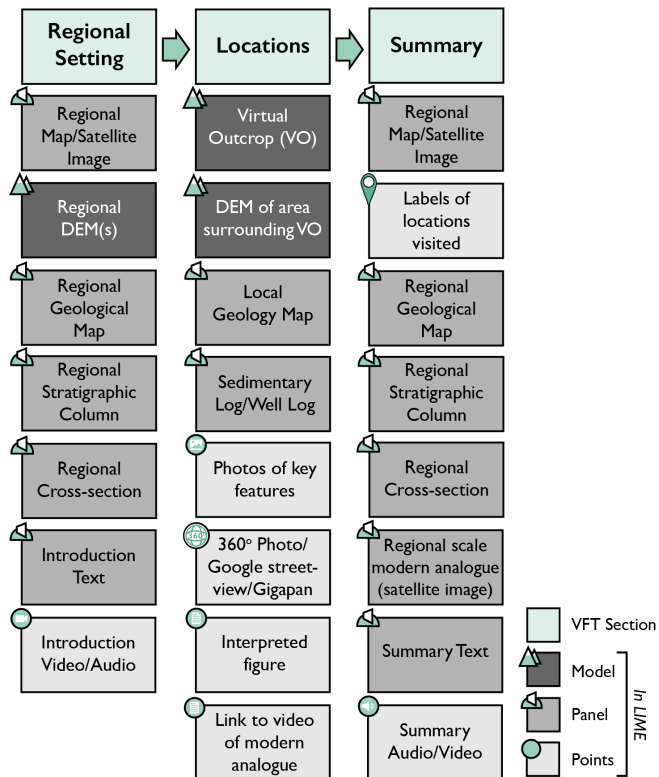 Regional
Setting
Locations
Summary
Regional
Map/Satellite
Image
Regional
DEM(s)
Regional
Geological
Map
Regional
Stratigraphic
Column
Regional
Cross-section
Introduction
Text
Introduction
Video/Audio
Virtual
Outcrop (VO)
DEM of area
surrounding VO
Local
Geology Map
Sedimentary
Log/Well Log
Photos of key
features
360
360° Photo/
Google street-
view/Gigapan
Interpreted
figure
Link to video
of modern
analogue
Regional
Map/Satellite
Image
Labels of
locations
visited
Regional
Geological
Map
Regional
Stratigraphic
Column
Regional
Cross-section
Regional scale
modern analogue
(satellite image)
Summary Text
Summary
Audio/Video
VFT Section
Model
Panel
Points
In LIME